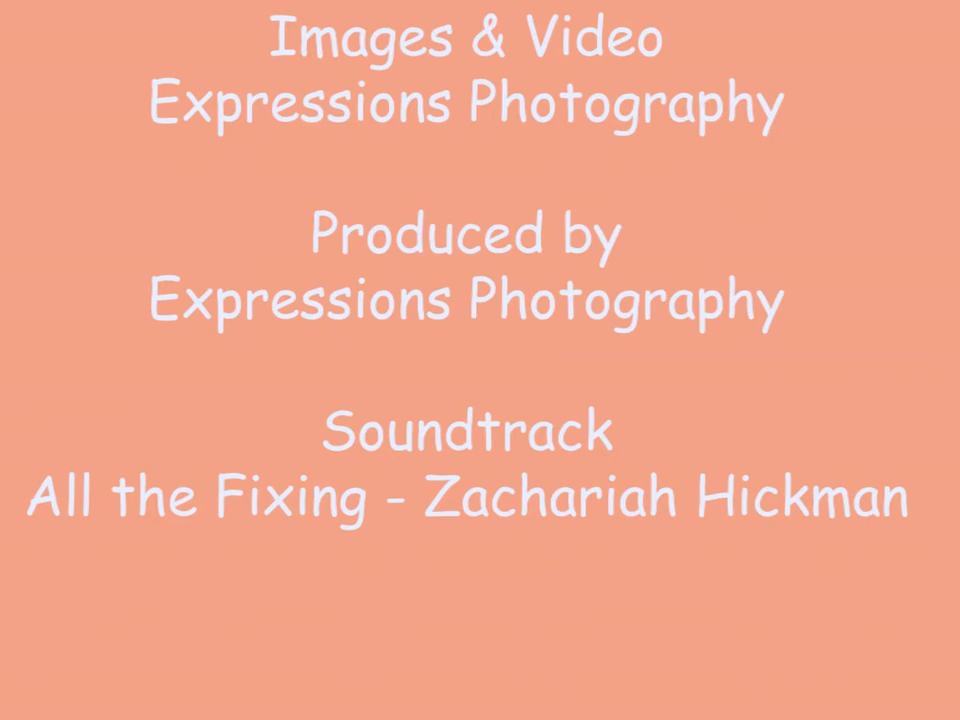 Images & Video
Expressions Photography
Produced by
Expressions Photography
Soundtrack
All the Fixing - Zachariah Hickman